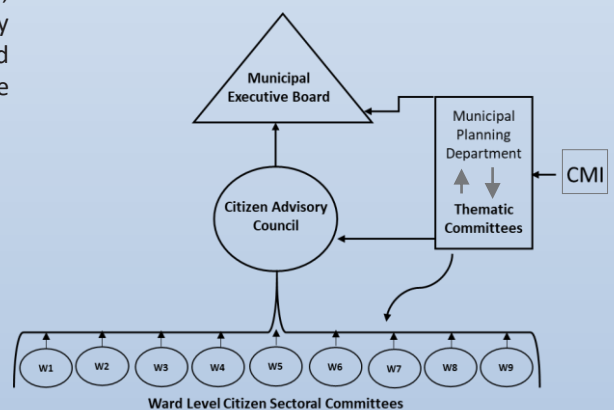 y
d
e
Municipal
Executive Board
Municipal
Planning
Department
Thematic
Committees
CMI
Citizen Advisory
Council
W1 W2 W3 W4 W5 W6 W7 W8 W9
Ward Level Citizen Sectoral Committees